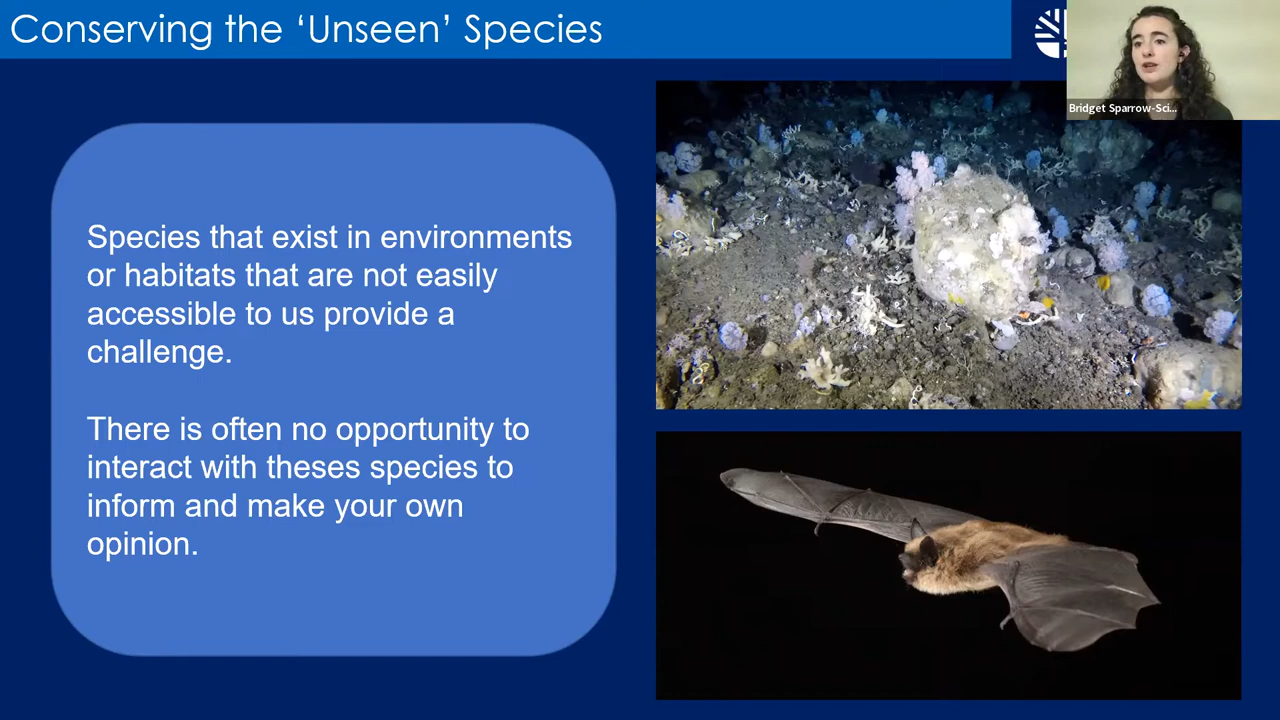 Conserving the ‘Unseen’ Species
Bridget Sparrow-Sci...
Species that exist in environments
or habitats that are not easily
accessible to us provide a
challenge.
There is often no opportunity to
interact with theses species to
inform and make your own
opinion.